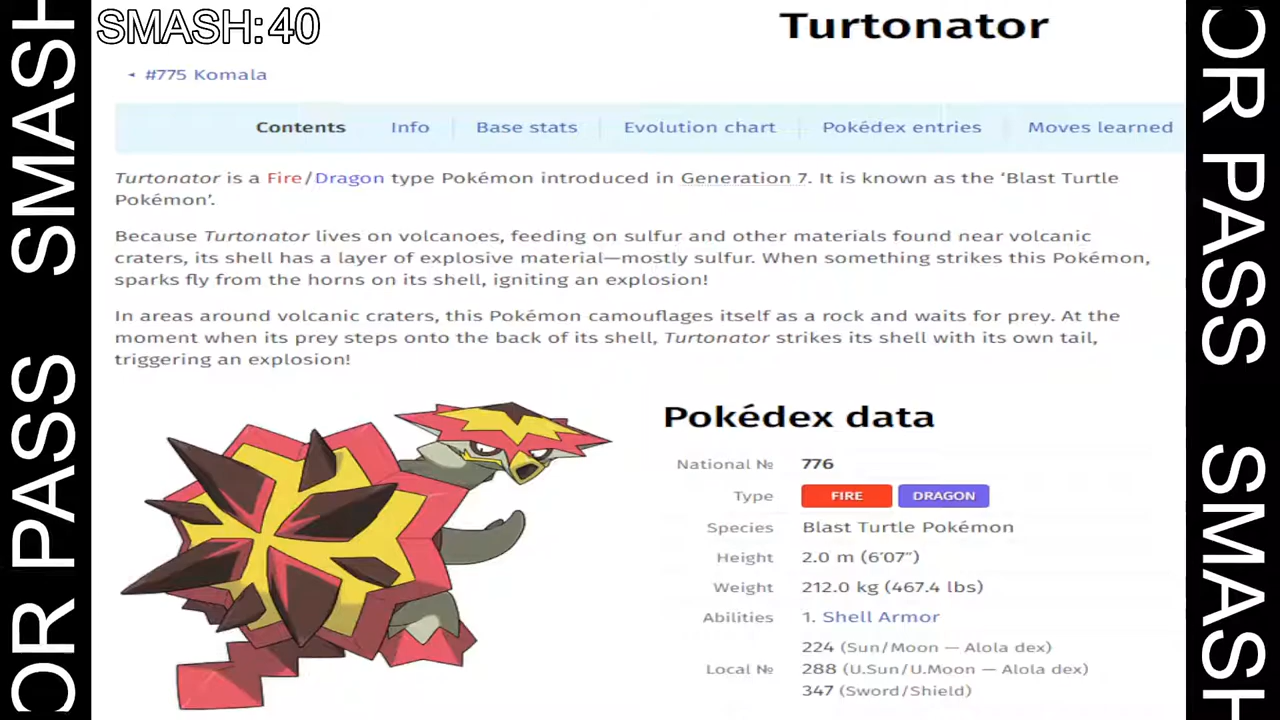 SMASH OR PASS SMASH
SMASH: 40
Turtonator
◂ #775 Komala
Contents Info Base stats Evolution chart Pokédex entries Moves learned
Turtonator is a Fire/Dragon type Pokémon introduced in Generation 7. It is known as the ‘Blast Turtle
Pokémon’.
Because Turtonator lives on volcanoes, feeding on sulfur and other materials found near volcanic
craters, its shell has a layer of explosive material—mostly sulfur. When something strikes this Pokémon,
sparks fly from the horns on its shell, igniting an explosion!
In areas around volcanic craters, this Pokémon camouflages itself as a rock and waits for prey. At the
moment when its prey steps onto the back of its shell, Turtonator strikes its shell with its own tail,
triggering an explosion!
Pokédex data
National № 776
Type FIRE DRAGON
Species Blast Turtle Pokémon
Height 2.0 m (6′07″)
Weight 212.0 kg (467.4 lbs)
Abilities 1. Shell Armor
224 (Sun/Moon — Alola dex)
Local № 288 (U.Sun/U.Moon — Alola dex)
347 (Sword/Shield)
OR PASS SMASH